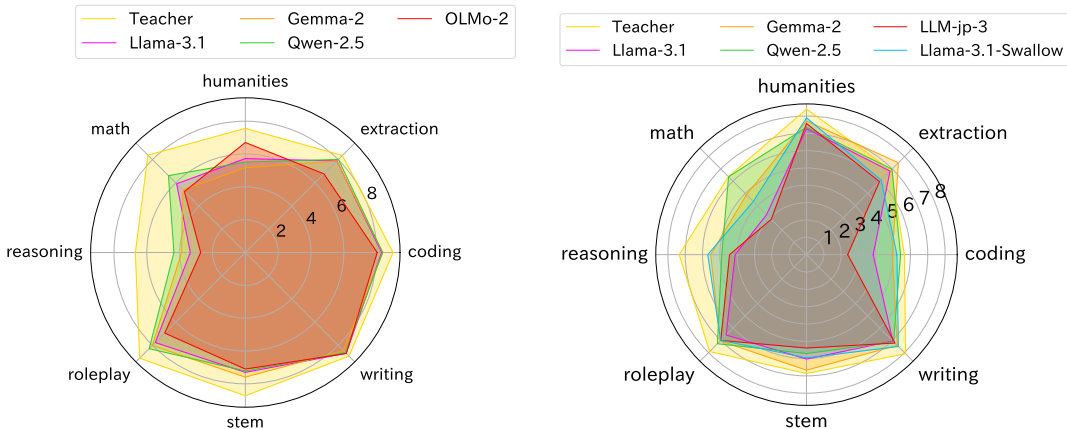 Teacher Gemma-2 OLMo-2
Llama-3.1 Qwen-2.5
humanities
math extraction
8
6
4
2
reasoning coding
roleplay writing
stem
Teacher Gemma-2 LLM-jp-3
Llama-3.1 Qwen-2.5 Llama-3.1-Swallow
humanities
math extraction
1 2 3 4 5 6 7 8
reasoning coding
roleplay writing
stem